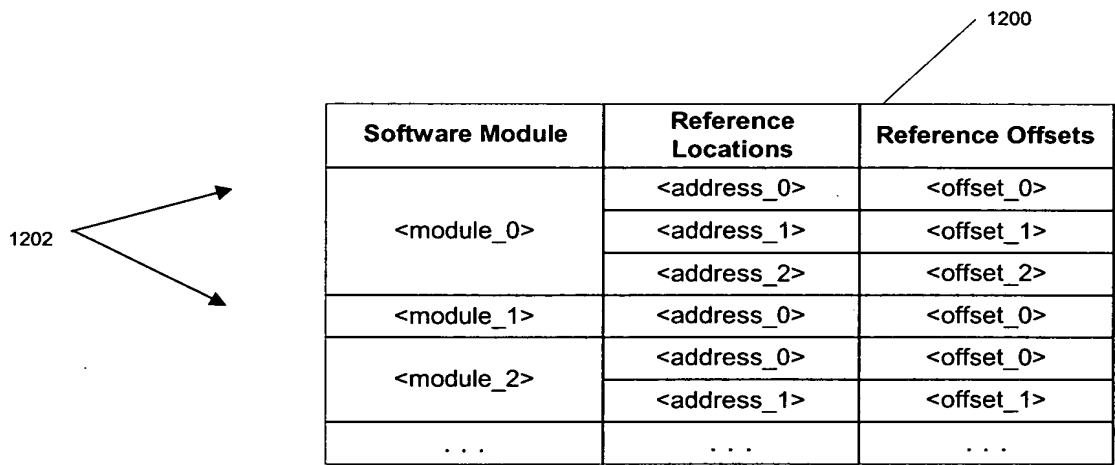 1200
Software Module
Reference Locations
Reference Offsets
<module_0>
<address_0>
<offset_0>
<address_1>
<offset_1>
<address_2>
<offset_2>
<module_1>
<address_0>
<offset_0>
<module_2>
<address_0>
<offset_0>
<address_1>
<offset_1>
. . .
. . .
. . .
1202